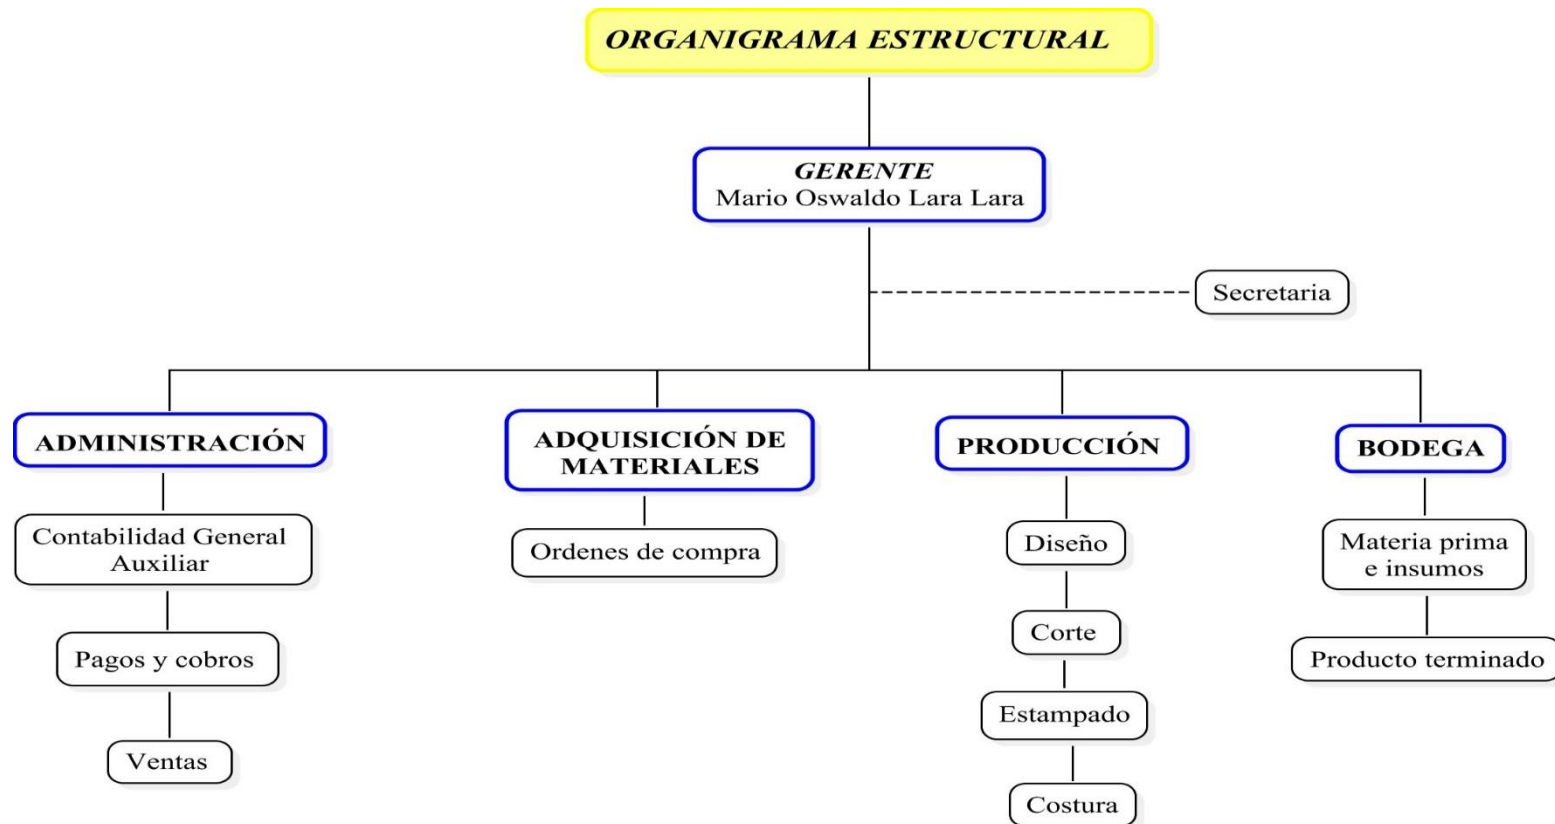 ORGANIGRAMA ESTRUCTURAL
GERENTE
Mario Oswaldo Lara Lara
Secretaria
ADMINISTRACIÓN
Contabilidad General
Auxiliar
Pagos y cobros
Ventas
ADQUISICIÓN DE
MATERIALES
Ordenes de compra
PRODUCCIÓN
Diseño
Corte
Estampado
Costura
BODEGA
Materia prima
e insumos
Producto terminado